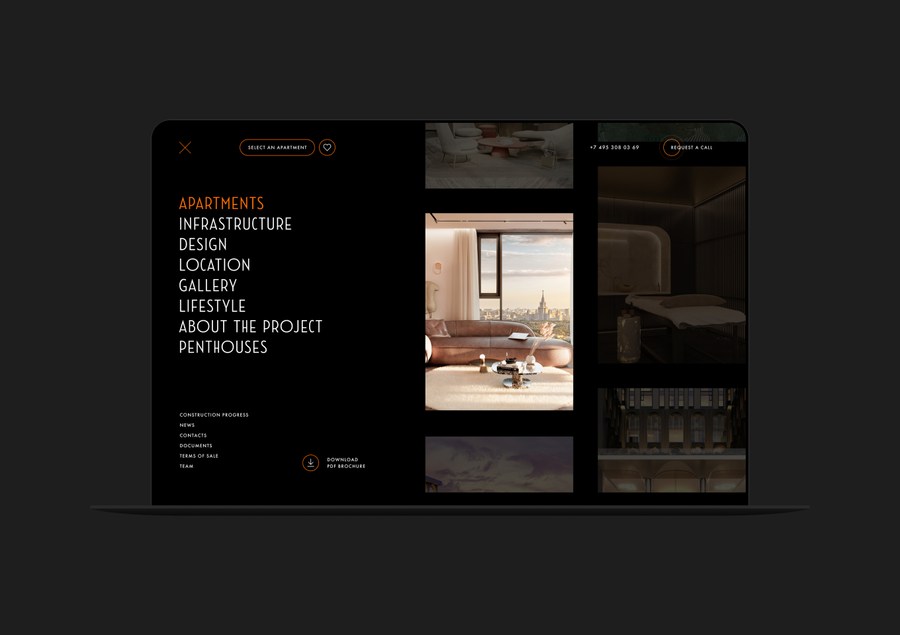 SELECT AN APARTMENT
+7 495 308 03 69
REQUEST A CALL
APARTMENTS
INFRASTRUCTURE
DESIGN
LOCATION
GALLERY
LIFESTYLE
ABOUT THE PROJECT
PENTHOUSES
CONSTRUCTION PROGRESS
NEWS
CONTACTS
DOCUMENTS
TERMS OF SALE
TEAM
DOWNLOAD
PDF BROCHURE